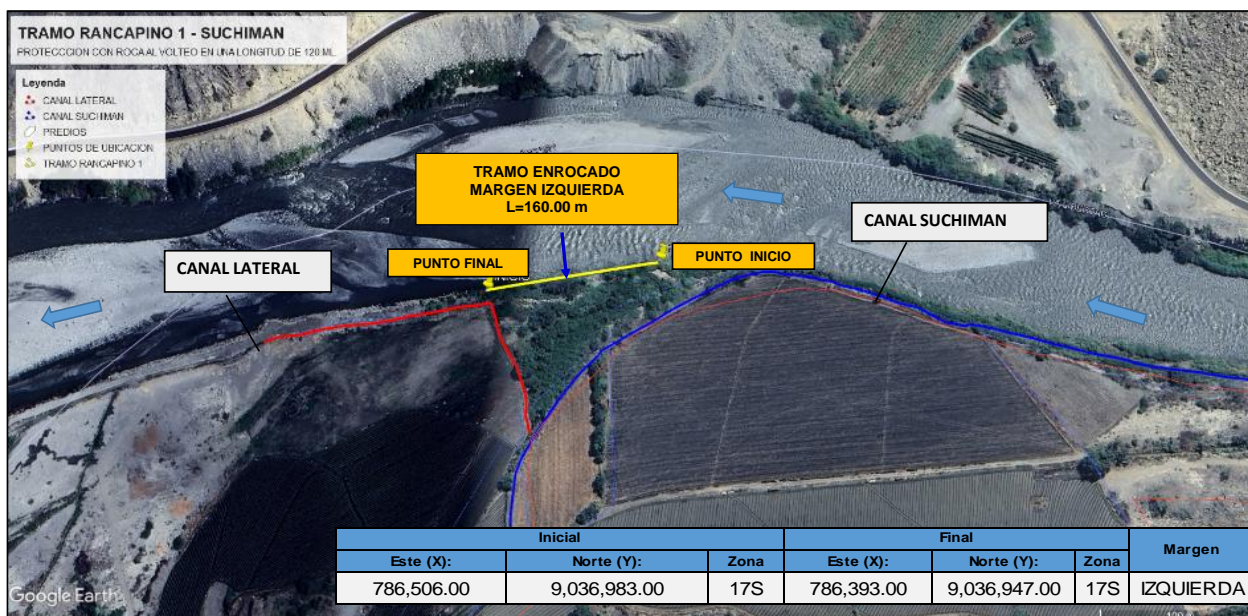 TRAMO RANCAPINO 1 - SUCHIMAN
PROTECCCION CON ROCA AL VOLTEO EN UNA LONGITUD DE 120 ML
Leyenda
CANAL LATERAL
CANAL SUCHIMAN
PREDIOS
PUNTOS DE UBICACION
TRAMO RANCAPINO 1
TRAMO ENROCADO
MARGEN IZQUIERDA
L=160.00 m
CANAL SUCHIMAN
PUNTO INICIO
PUNTO FINAL
CANAL LATERAL
Inicial Final Margen
Este (X): Norte (Y): Zona Este (X): Norte (Y): Zona
786,506.00 9,036,983.00 17S 786,393.00 9,036,947.00 17S IZQUIERDA
Google Earth